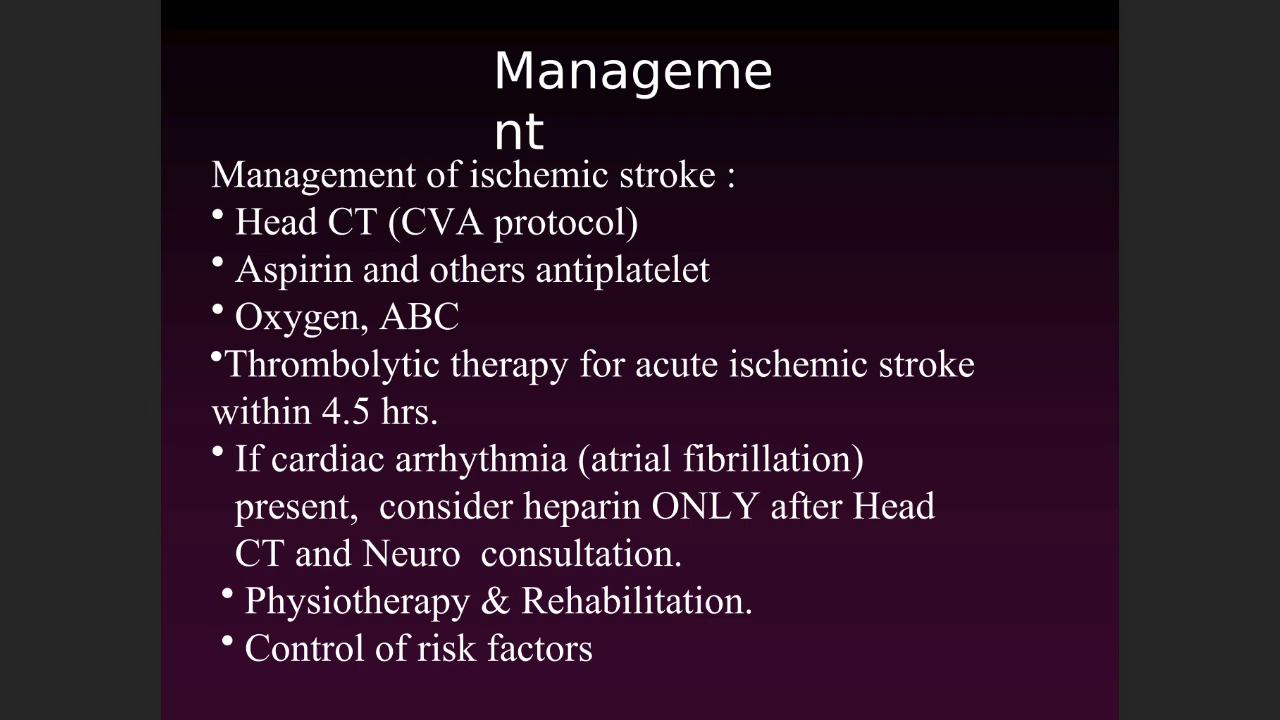 Manageme
nt
Management of ischemic stroke :
• Head CT (CVA protocol)
• Aspirin and others antiplatelet
• Oxygen, ABC
•Thrombolytic therapy for acute ischemic stroke
within 4.5 hrs.
• If cardiac arrhythmia (atrial fibrillation)
present,  consider heparin ONLY after Head
CT and Neuro  consultation.
• Physiotherapy & Rehabilitation.
• Control of risk factors